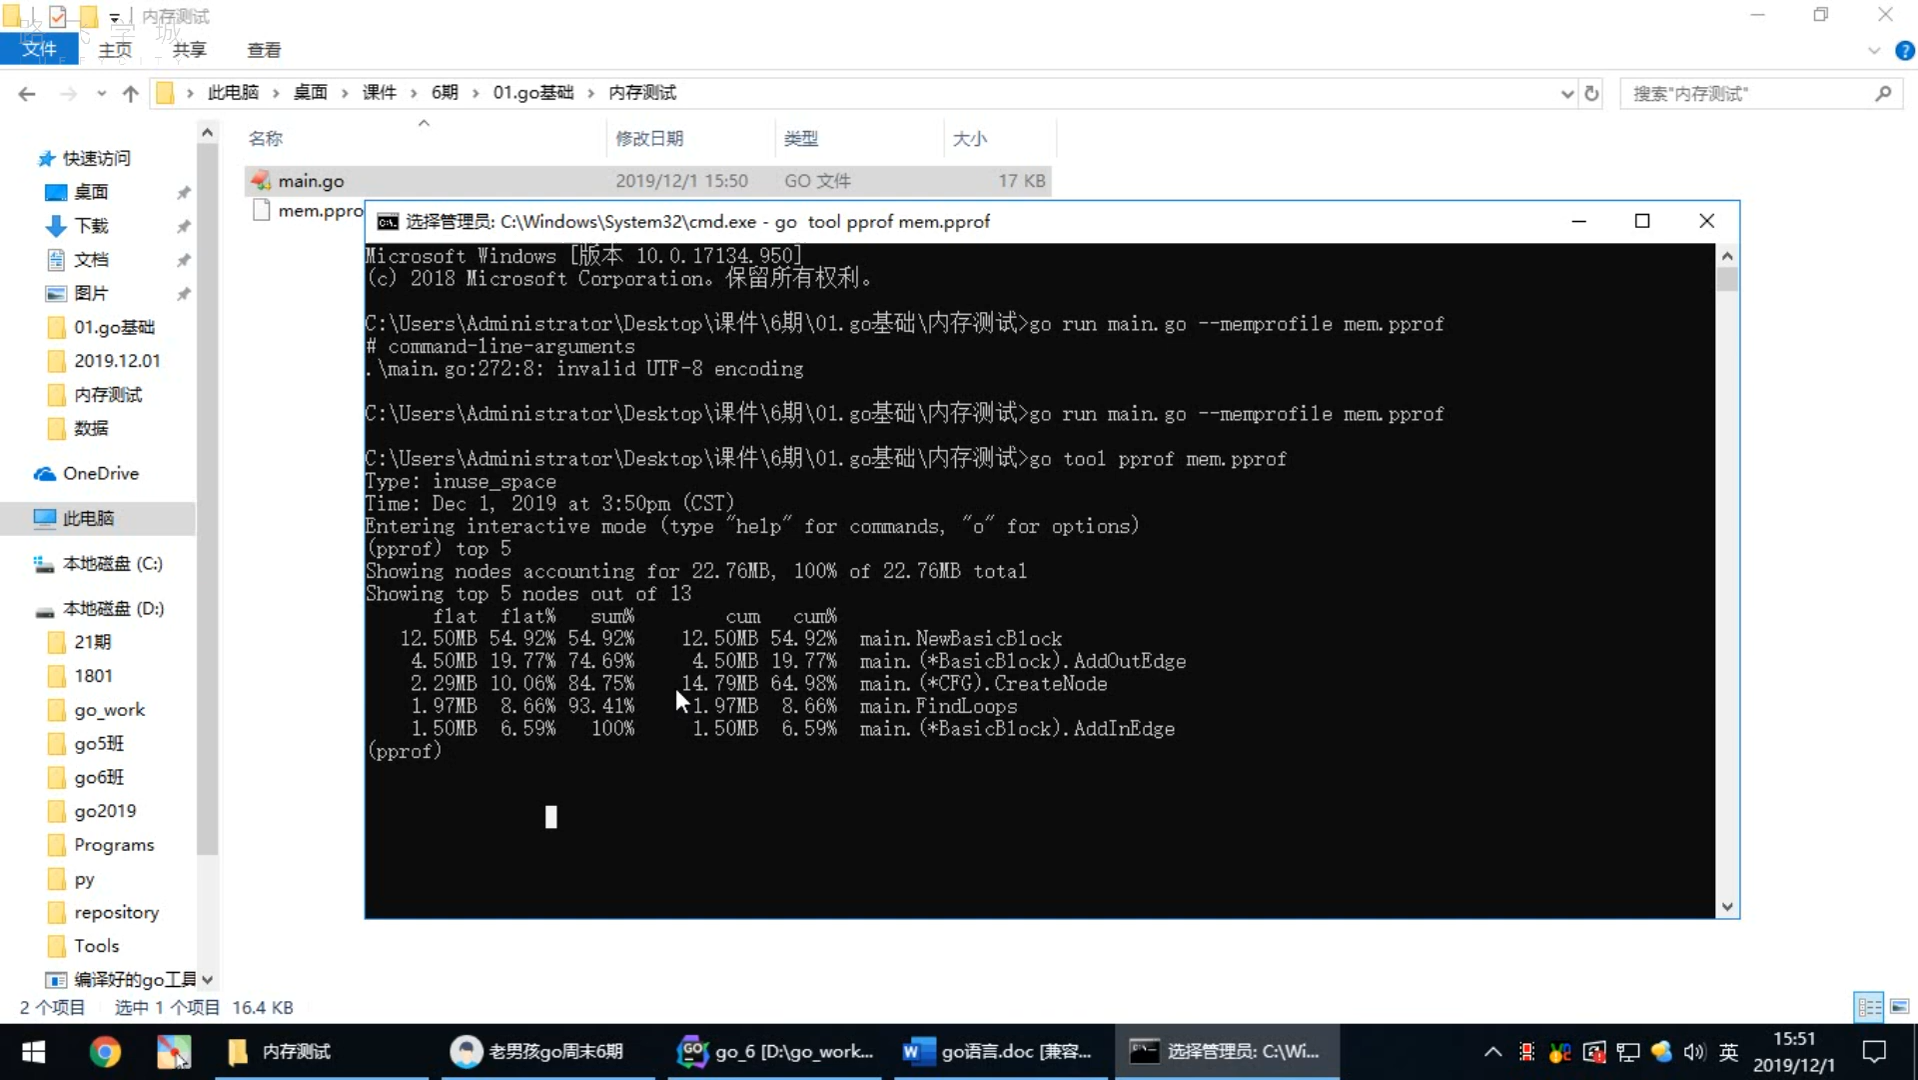 内存测试
路飞学城
文件 主页 共享 查看
此电脑 > 桌面 > 课件 > 6期 > 01.go基础 > 内存测试
搜索"内存测试"
名称 修改日期 类型 大小
main.go 2019/12/1 15:50 GO 文件 17 KB
mem.ppro
快速访问
桌面
下载
文档
图片
01.go基础
2019.12.01
内存测试
数据
OneDrive
此电脑
本地磁盘 (C:)
本地磁盘 (D:)
21期
1801
go_work
go5班
go6班
go2019
Programs
py
repository
Tools
编译好的go工具
选择管理员: C:\Windows\System32\cmd.exe - go  tool pprof mem.pprof
Microsoft Windows [版本 10.0.17134.950]
(c) 2018 Microsoft Corporation。保留所有权利。
C:\Users\Administrator\Desktop\课件\6期\01.go基础\内存测试>go run main.go --memprofile mem.pprof
# command-line-arguments
.\main.go:272:8: invalid UTF-8 encoding
C:\Users\Administrator\Desktop\课件\6期\01.go基础\内存测试>go run main.go --memprofile mem.pprof
C:\Users\Administrator\Desktop\课件\6期\01.go基础\内存测试>go tool pprof mem.pprof
Type: inuse_space
Time: Dec 1, 2019 at 3:50pm (CST)
Entering interactive mode (type "help" for commands, "o" for options)
(pprof) top 5
Showing nodes accounting for 22.76MB, 100% of 22.76MB total
Showing top 5 nodes out of 13
flat flat% sum% cum cum%
12.50MB 54.92% 54.92% 12.50MB 54.92% main.NewBasicBlock
4.50MB 19.77% 74.69% 4.50MB 19.77% main.(*BasicBlock).AddOutEdge
2.29MB 10.06% 84.75% 14.79MB 64.98% main.(*CFG).CreateNode
1.97MB 8.66% 93.41% 1.97MB 8.66% main.FindLoops
1.50MB 6.59% 100% 1.50MB 6.59% main.(*BasicBlock).AddInEdge
(pprof)
2 个项目 选中 1 个项目 16.4 KB
内存测试
老男孩go周末6期
go_6 [D:\go_work...
go语言.doc [兼容...
选择管理员: C:\Wi...
英
15:51
2019/12/1